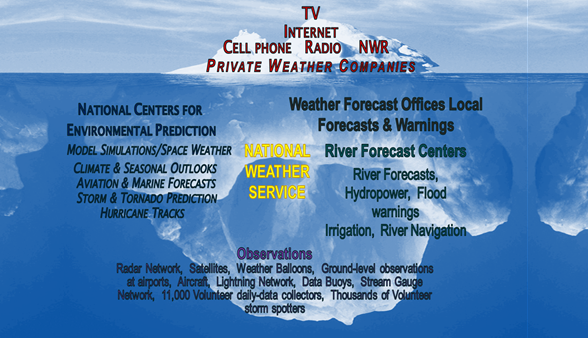 TV
INTERNET
CELL PHONE RADIO NWR
PRIVATE WEATHER COMPANIES
NATIONAL CENTERS FOR
ENVIRONMENTAL PREDICTION
MODEL SIMULATIONS/SPACE WEATHER
CLIMATE & SEASONAL OUTLOOKS
AVIATION & MARINE FORECASTS
STORM & TORNADO PREDICTION
HURRICANE TRACKS
NATIONAL
WEATHER
SERVICE
Weather Forecast Offices Local
Forecasts & Warnings
River Forecast Centers
River Forecasts,
Hydropower, Flood
warnings
Irrigation, River Navigation
Observations
Radar Network, Satellites, Weather Balloons, Ground-level observations
at airports, Aircraft, Lightning Network, Data Buoys, Stream Gauge
Network, 11,000 Volunteer daily-data collectors, Thousands of Volunteer
storm spotters